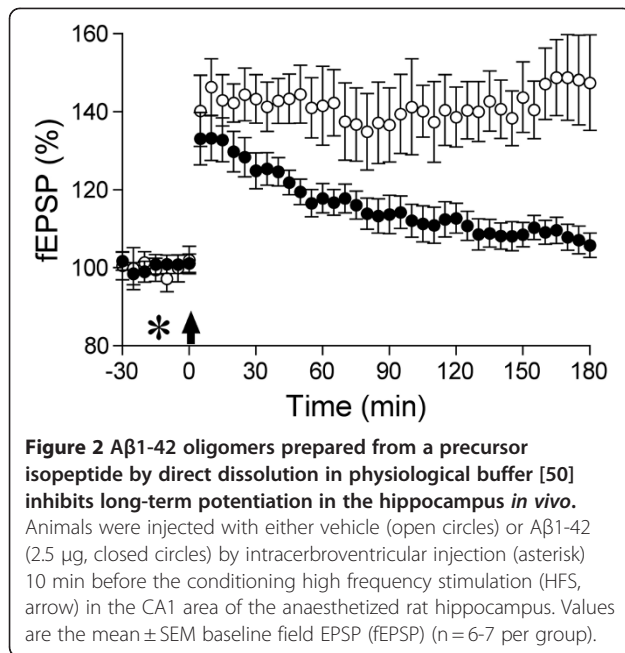 160
140
120
100
80
fEPSP (%)
*
-30 0 30 60 90 120 150 180
Time (min)
Figure 2 Aβ1-42 oligomers prepared from a precursor
isopeptide by direct dissolution in physiological buffer [50]
inhibits long-term potentiation in the hippocampus in vivo.
Animals were injected with either vehicle (open circles) or Aβ1-42
(2.5 μg, closed circles) by intracerbroventricular injection (asterisk)
10 min before the conditioning high frequency stimulation (HFS,
arrow) in the CA1 area of the anaesthetized rat hippocampus. Values
are the mean ± SEM baseline field EPSP (fEPSP) (n = 6-7 per group).